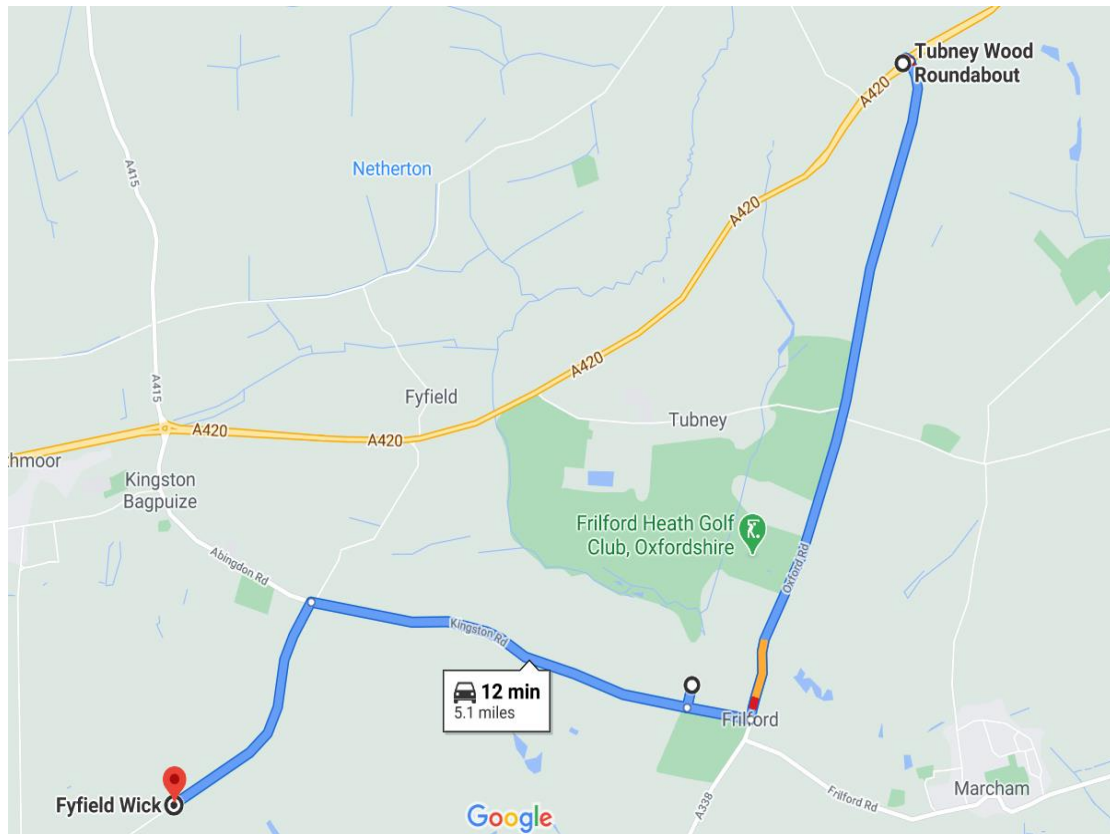 Tubney Wood
Roundabout
A420
A415
Netherton
A420
A420
A415
Fyfield
Tubney
A420
A420
thmoor
Kingston
Bagpuize
Frilford Heath Golf
Club, Oxfordshire
Oxford Rd
Abingdon Rd
Kingston Rd
12 min
5.1 miles
Frilford
Marcham
Fyfield Wick
A338
Frilford Rd
Google